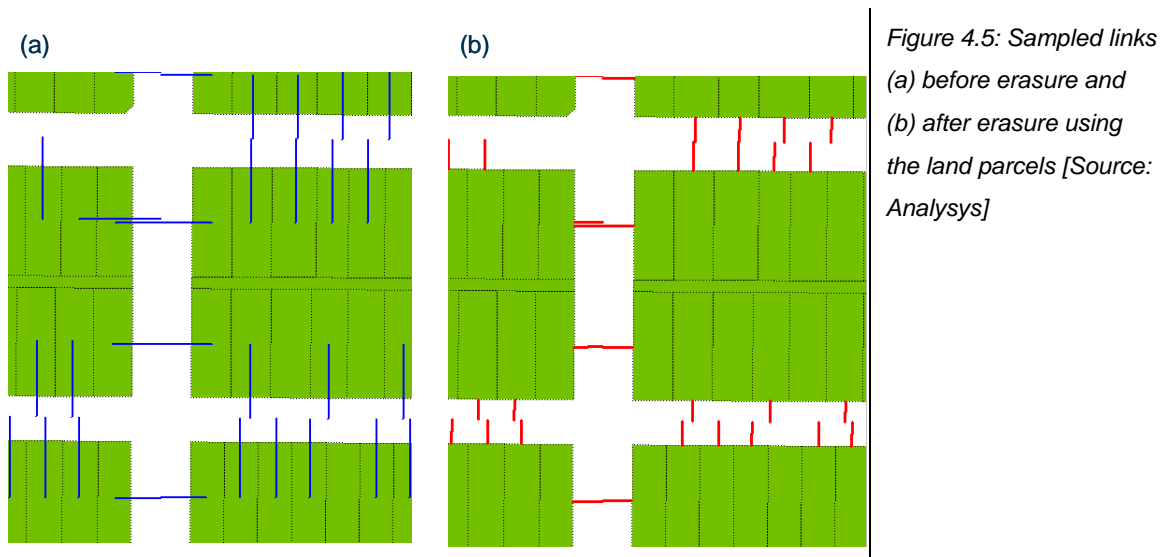 (a)
(b)
Figure 4.5: Sampled links
(a) before erasure and
(b) after erasure using
the land parcels [Source:
Analysys]